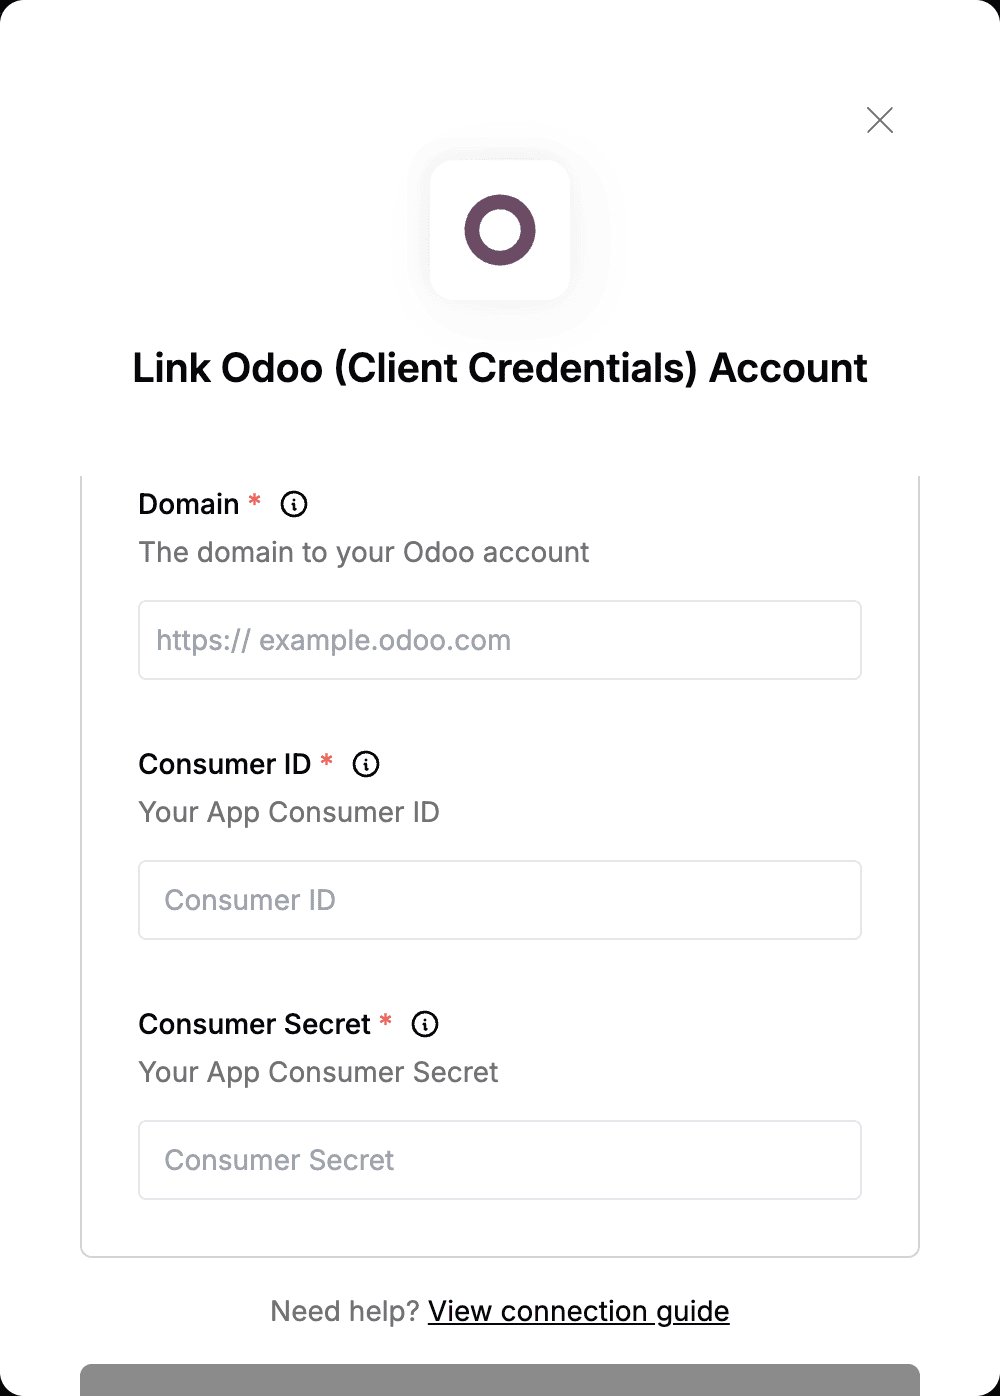 Link Odoo (Client Credentials) Account
Domain *
The domain to your Odoo account
https:// example.odoo.com
Consumer ID *
Your App Consumer ID
Consumer ID
Consumer Secret *
Your App Consumer Secret
Consumer Secret
Need help? View connection guide